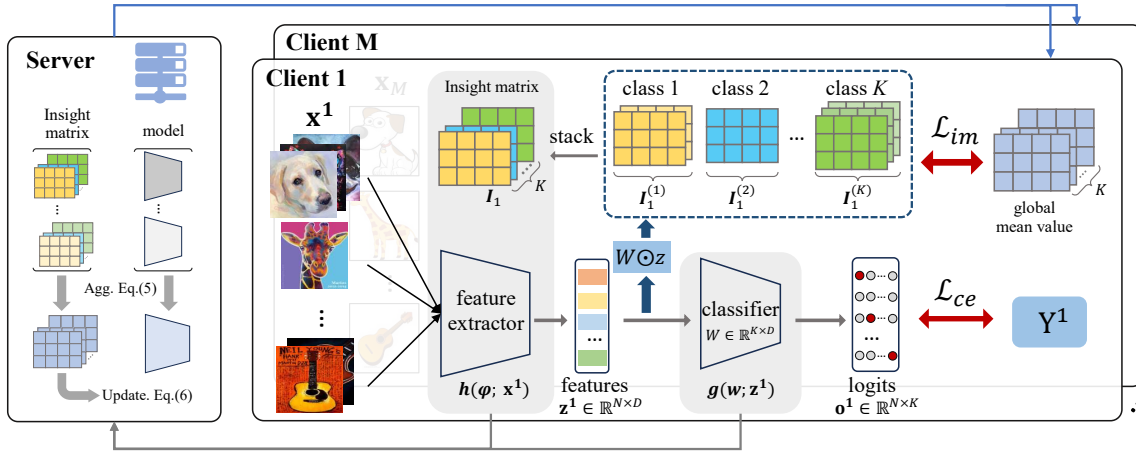 Server
Insight
matrix
model
...
...
Agg. Eq.(5)
Update. Eq.(6)
Client M
Client 1
x_M
x¹
...
Insight matrix
I₁
K
stack
class 1
class 2
class K
...
I₁⁽¹⁾
I₁⁽²⁾
I₁⁽ᴷ⁾
ℒ_im
K
global
mean value
W⊙z
feature
extractor
h(φ; x¹)
...
features
z¹ ∈ ℝ^{N×D}
classifier
W ∈ ℝ^{K×D}
g(w; z¹)
...
logits
o¹ ∈ ℝ^{N×K}
ℒ_ce
Y¹